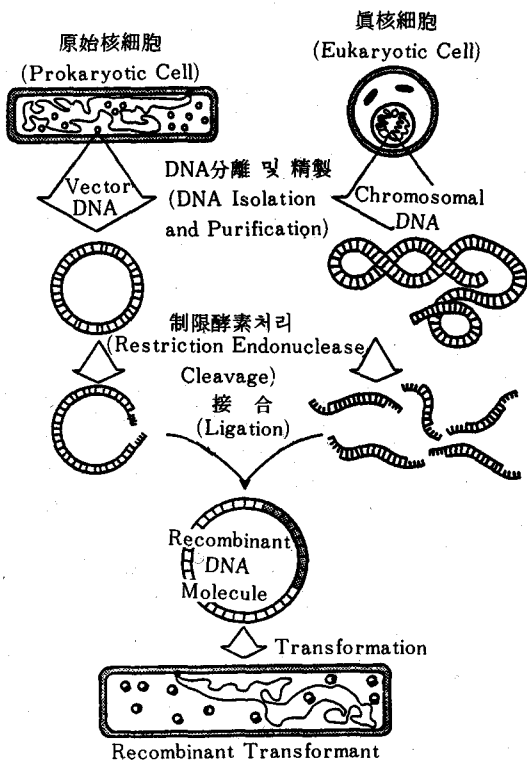 原始核細胞
(Prokaryotic Cell)
眞核細胞
(Eukaryotic Cell)
Vector
DNA
DNA分離 및 精製
(DNA Isolation
and Purification)
Chromosomal
DNA
制限酵素처리
(Restriction Endonuclease
Cleavage)
接 合
(Ligation)
Recombinant
DNA
Molecule
Transformation
Recombinant Transformant